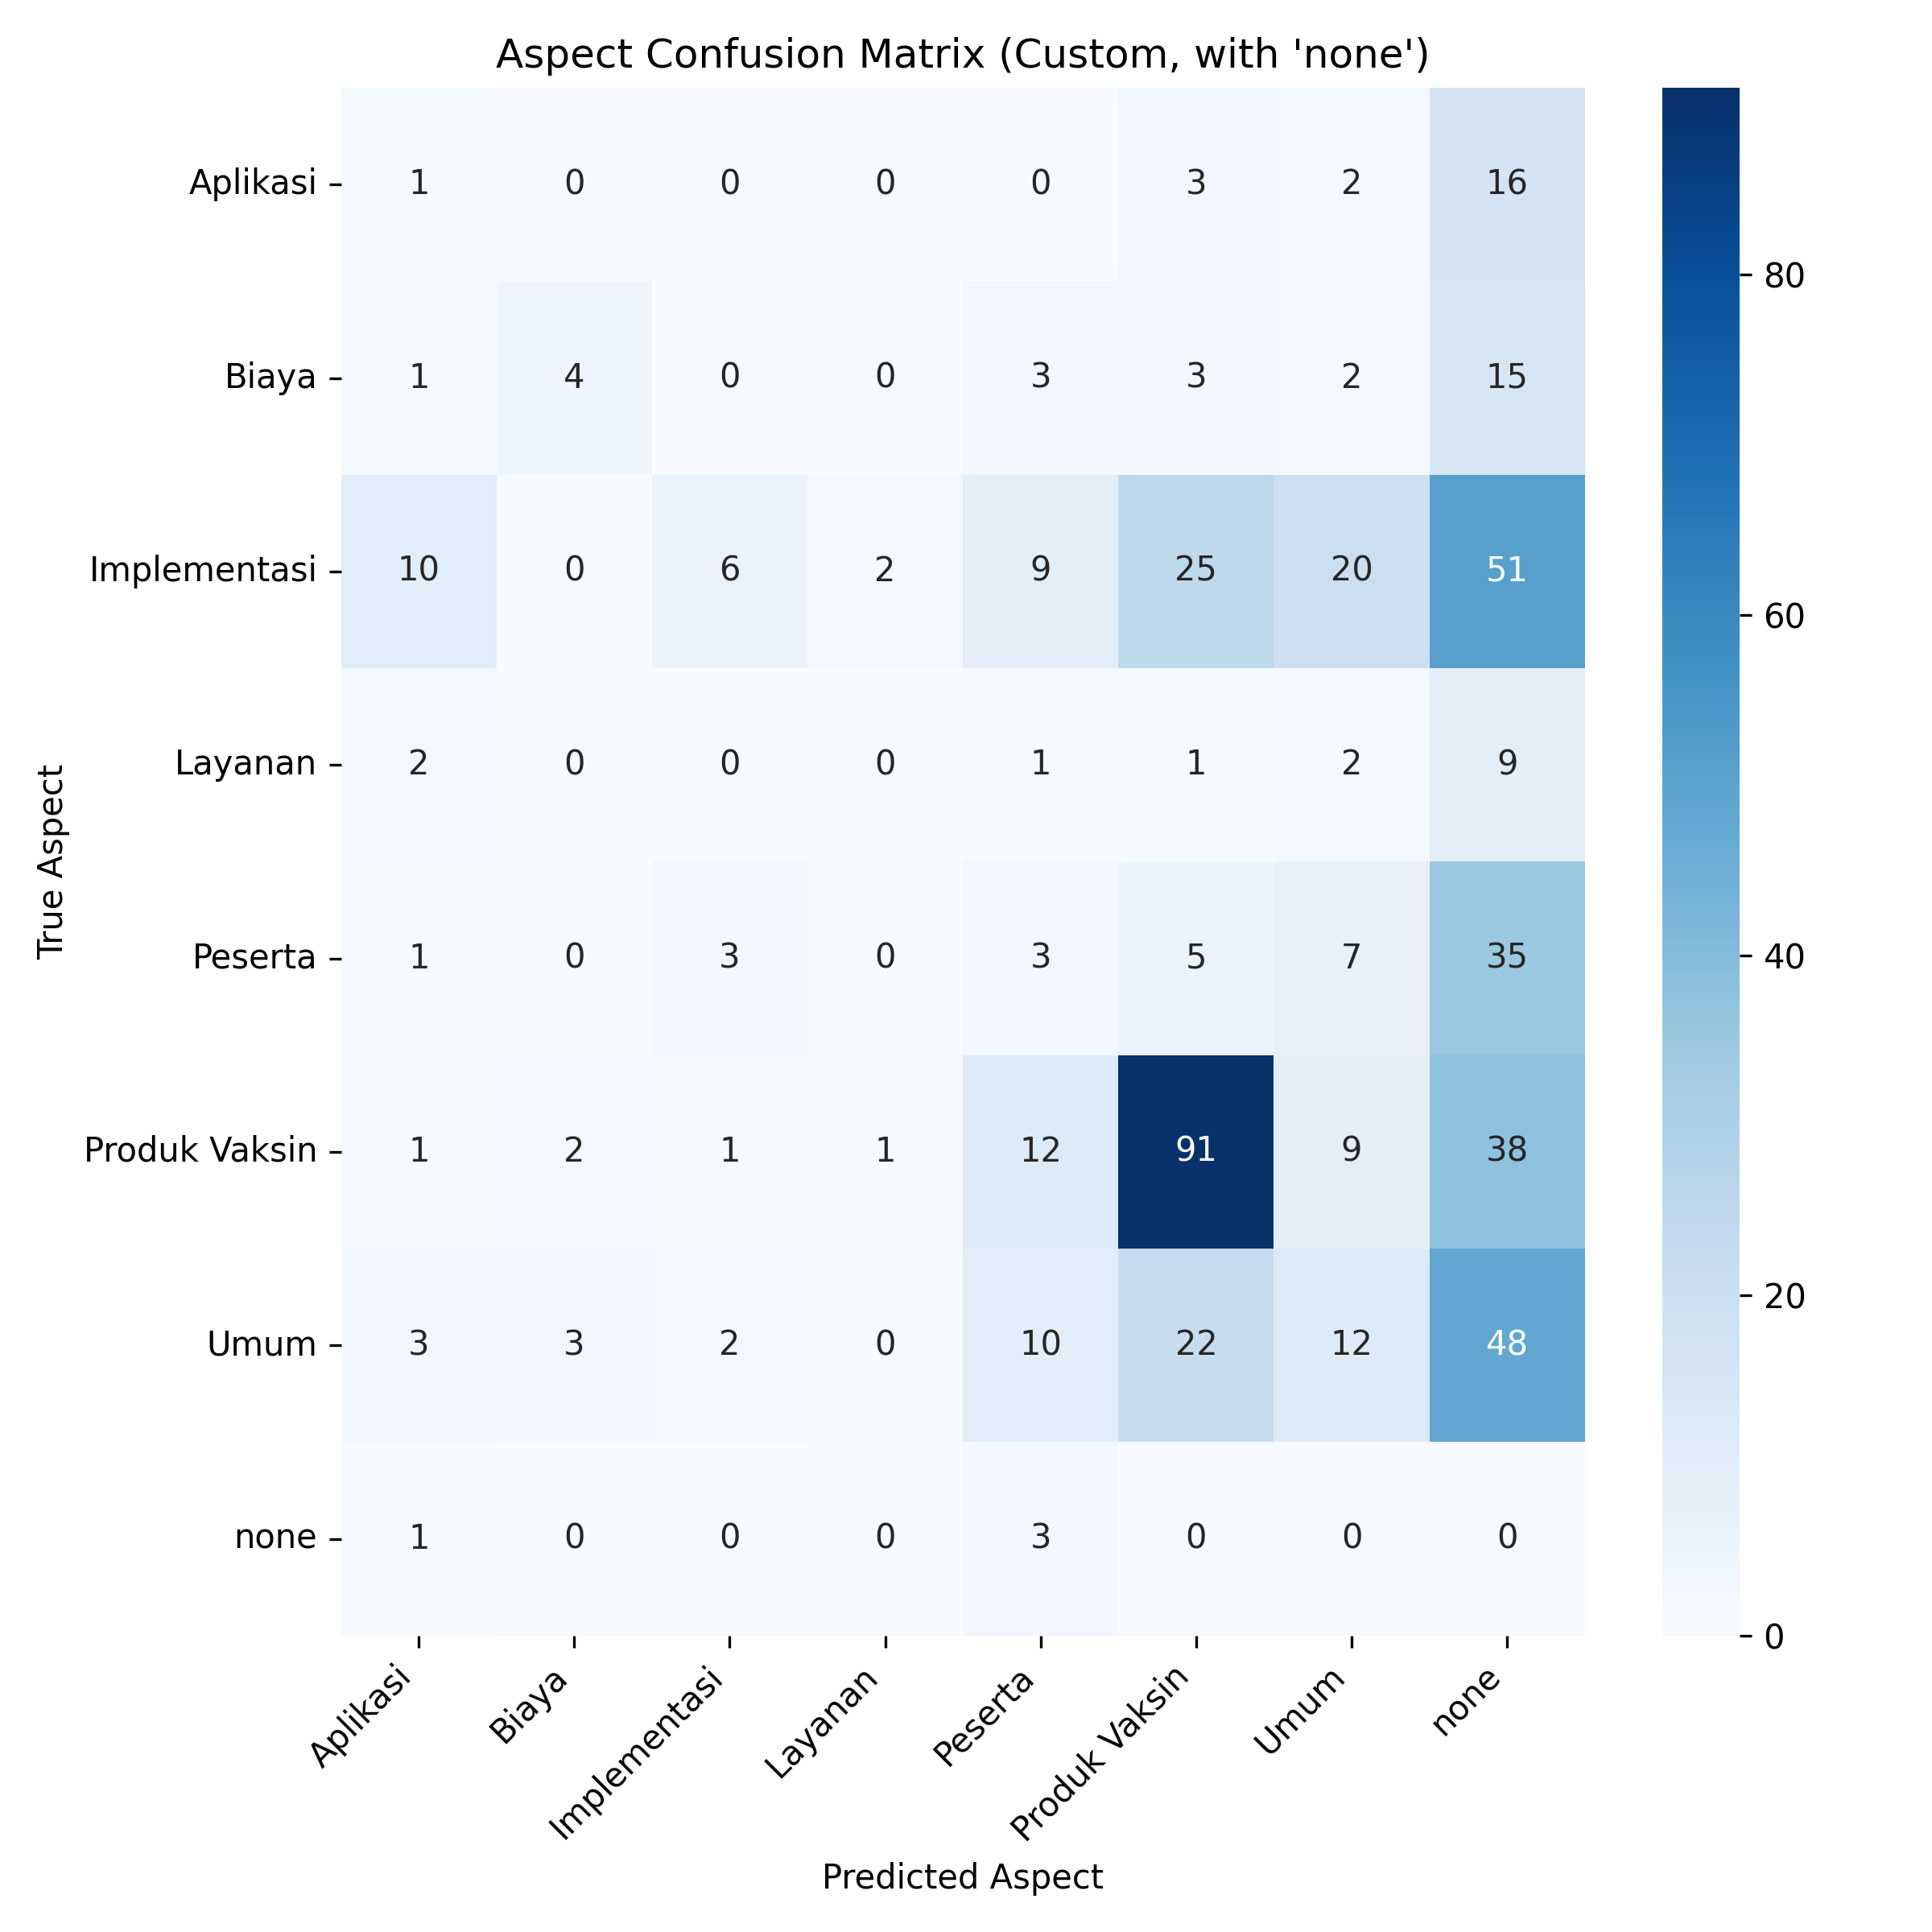 Aspect Confusion Matrix (Custom, with 'none')
True Aspect
Aplikasi 1 0 0 0 0 3 2 16
Biaya 1 4 0 0 3 3 2 15
Implementasi 10 0 6 2 9 25 20 51
Layanan 2 0 0 0 1 1 2 9
Peserta 1 0 3 0 3 5 7 35
Produk Vaksin 1 2 1 1 12 91 9 38
Umum 3 3 2 0 10 22 12 48
none 1 0 0 0 3 0 0 0
Aplikasi Biaya Implementasi Layanan Peserta Produk Vaksin Umum none
Predicted Aspect
80
60
40
20
0